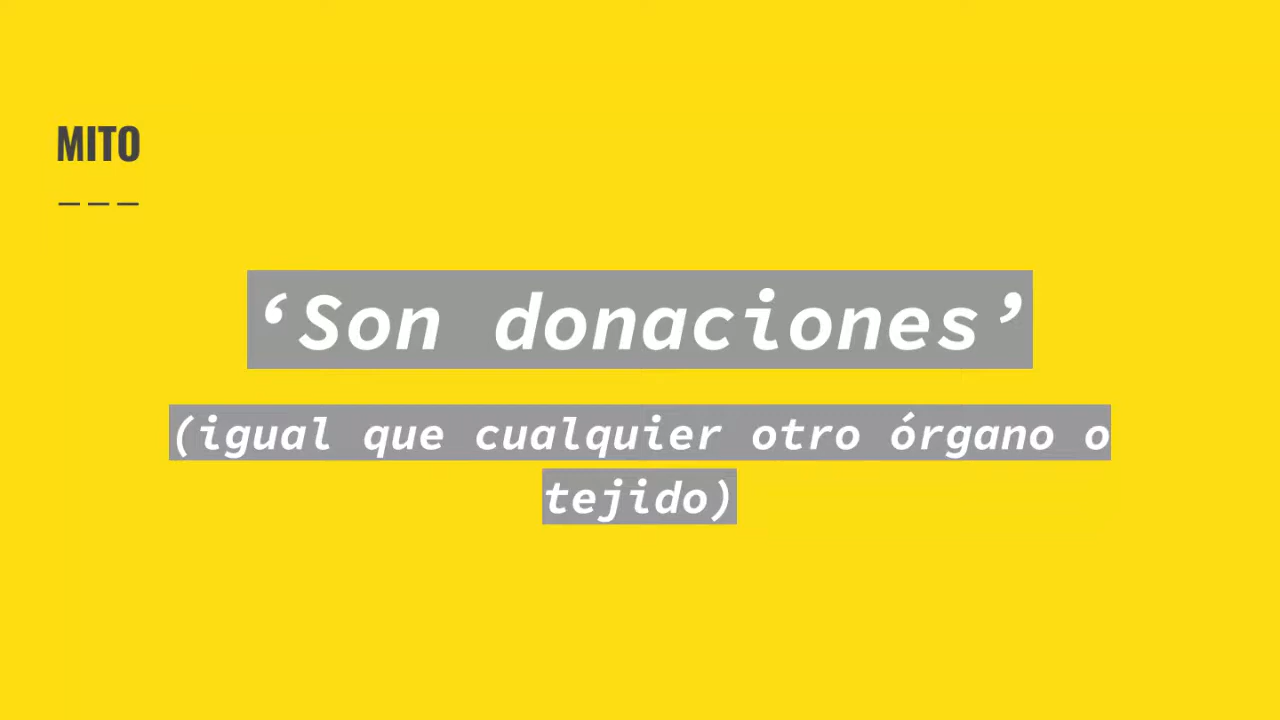 MITO
‘Son donaciones’
(igual que cualquier otro órgano o
tejido)